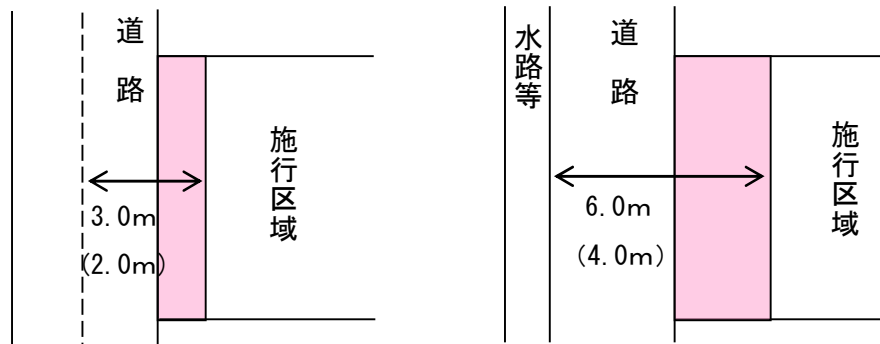 道路
施行区域
3.0m
(2.0m)
水路等
道路
施行区域
6.0m
(4.0m)